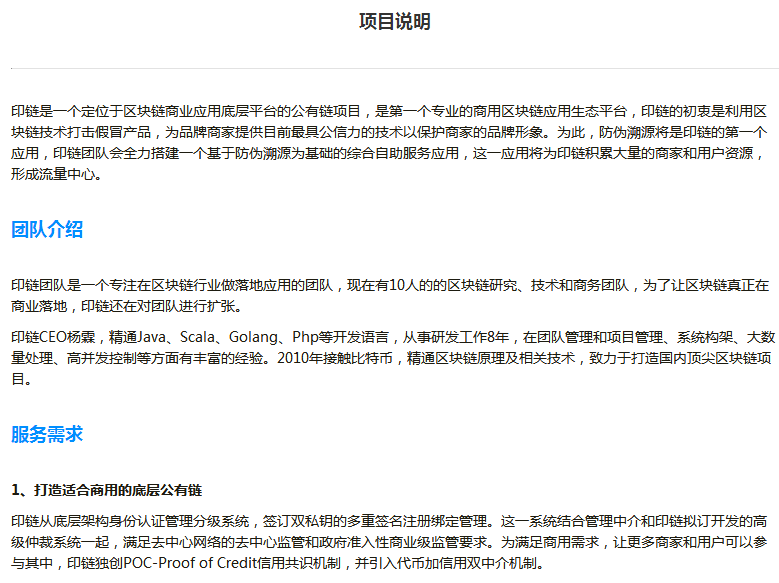 项目说明
印链是一个定位于区块链商业应用底层平台的公有链项目，是第一个专业的商用区块链应用生态平台，印链的初衷是利用区
块链技术打击假冒产品，为品牌商家提供目前最具公信力的技术以保护商家的品牌形象。为此，防伪溯源将是印链的第一个
应用，印链团队会全力搭建一个基于防伪溯源为基础的综合自助服务应用，这一应用将为印链积累大量的商家和用户资源，
形成流量中心。
团队介绍
印链团队是一个专注在区块链行业做落地应用的团队，现在有10人的的区块链研究、技术和商务团队，为了让区块链真正在
商业落地，印链还在对团队进行扩张。
印链CEO杨霖，精通Java、Scala、Golang、Php等开发语言，从事研发工作8年，在团队管理和项目管理、系统构架、大数
量处理、高并发控制等方面有丰富的经验。2010年接触比特币，精通区块链原理及相关技术，致力于打造国内顶尖区块链项
目。
服务需求
1、打造适合商用的底层公有链
印链从底层架构身份认证管理分级系统，签订双私钥的多重签名注册绑定管理。这一系统结合管理中介和印链拟订开发的高
级仲裁系统一起，满足去中心网络的去中心监管和政府准入性商业级监管要求。为满足商用需求，让更多商家和用户可以参
与其中，印链独创POC-Proof of Credit信用共识机制，并引入代币加信用双中介机制。